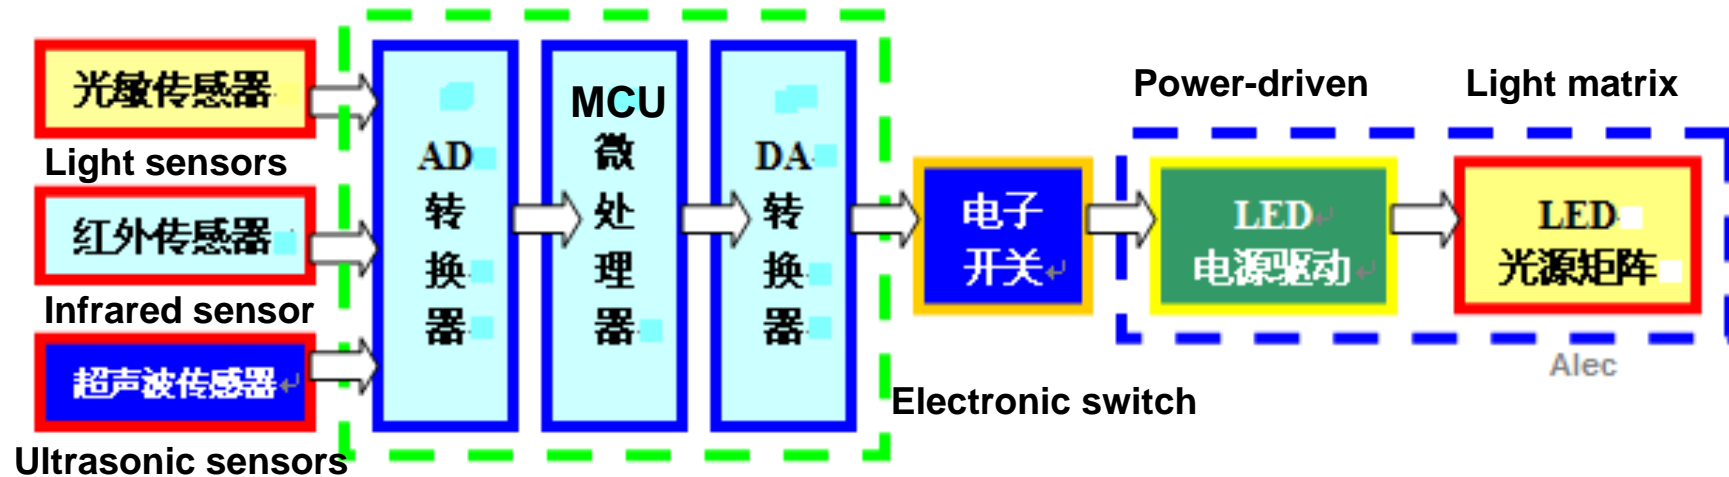 光敏传感器
Light sensors
红外传感器
Infrared sensor
超声波传感器
Ultrasonic sensors
AD
转
换
器
MCU
微
处
理
器
DA
转
换
器
电子
开关
Electronic switch
Power-driven
LED
电源驱动
Light matrix
LED
光源矩阵
Alec